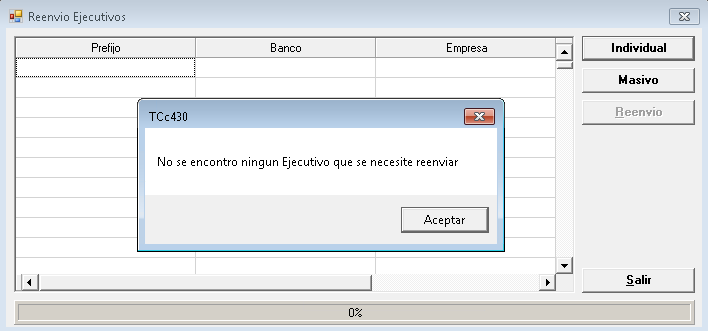 Reenvio Ejecutivos
Prefijo
Banco
Empresa
Individual
Masivo
Reenvio
TCc430
No se encontro ningun Ejecutivo que se necesite reenviar
Aceptar
Salir
0%